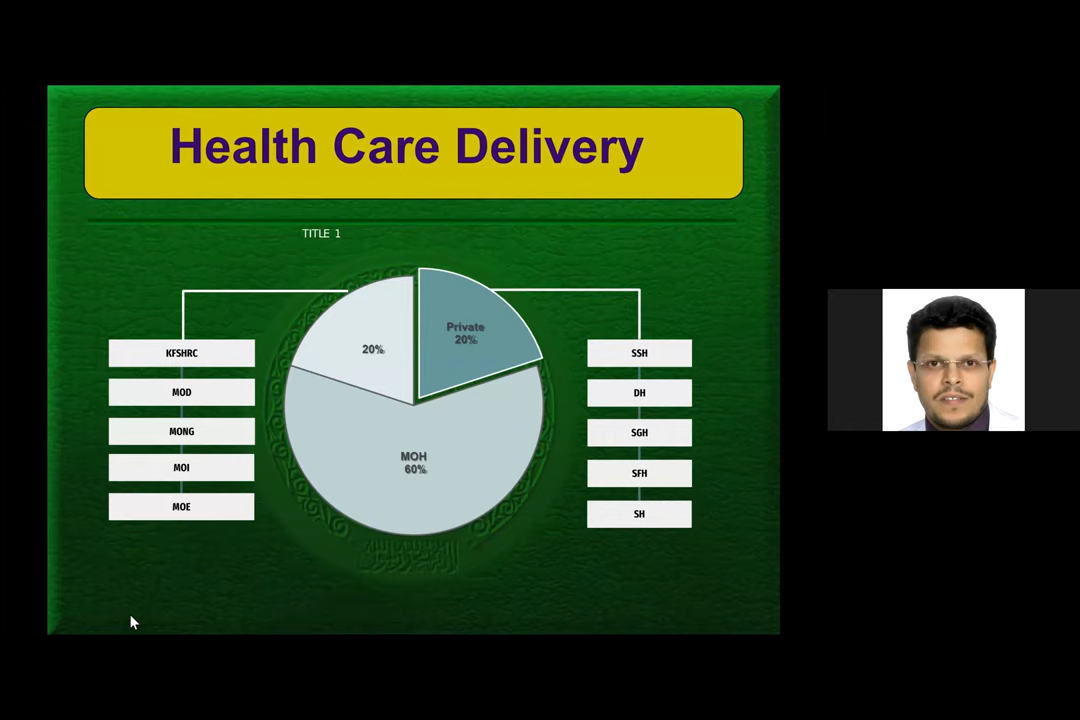 Health Care Delivery
TITLE 1
KFSHRC
MOD
MONG
MOI
MOE
20%
Private
20%
MOH
60%
SSH
DH
SGH
SFH
SH